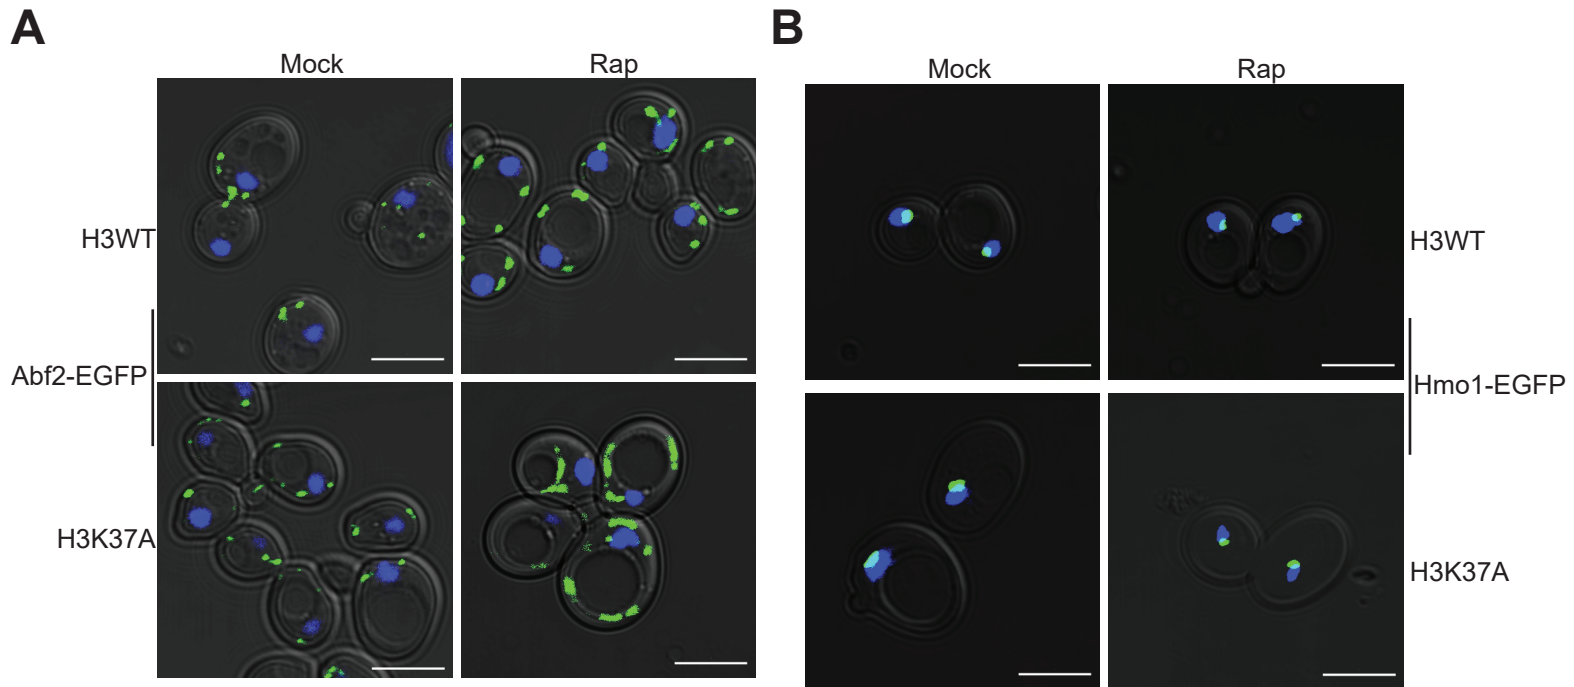 A
B
Mock
Rap
Mock
Rap
H3WT
H3WT
Abf2-EGFP
Hmo1-EGFP
H3K37A
H3K37A